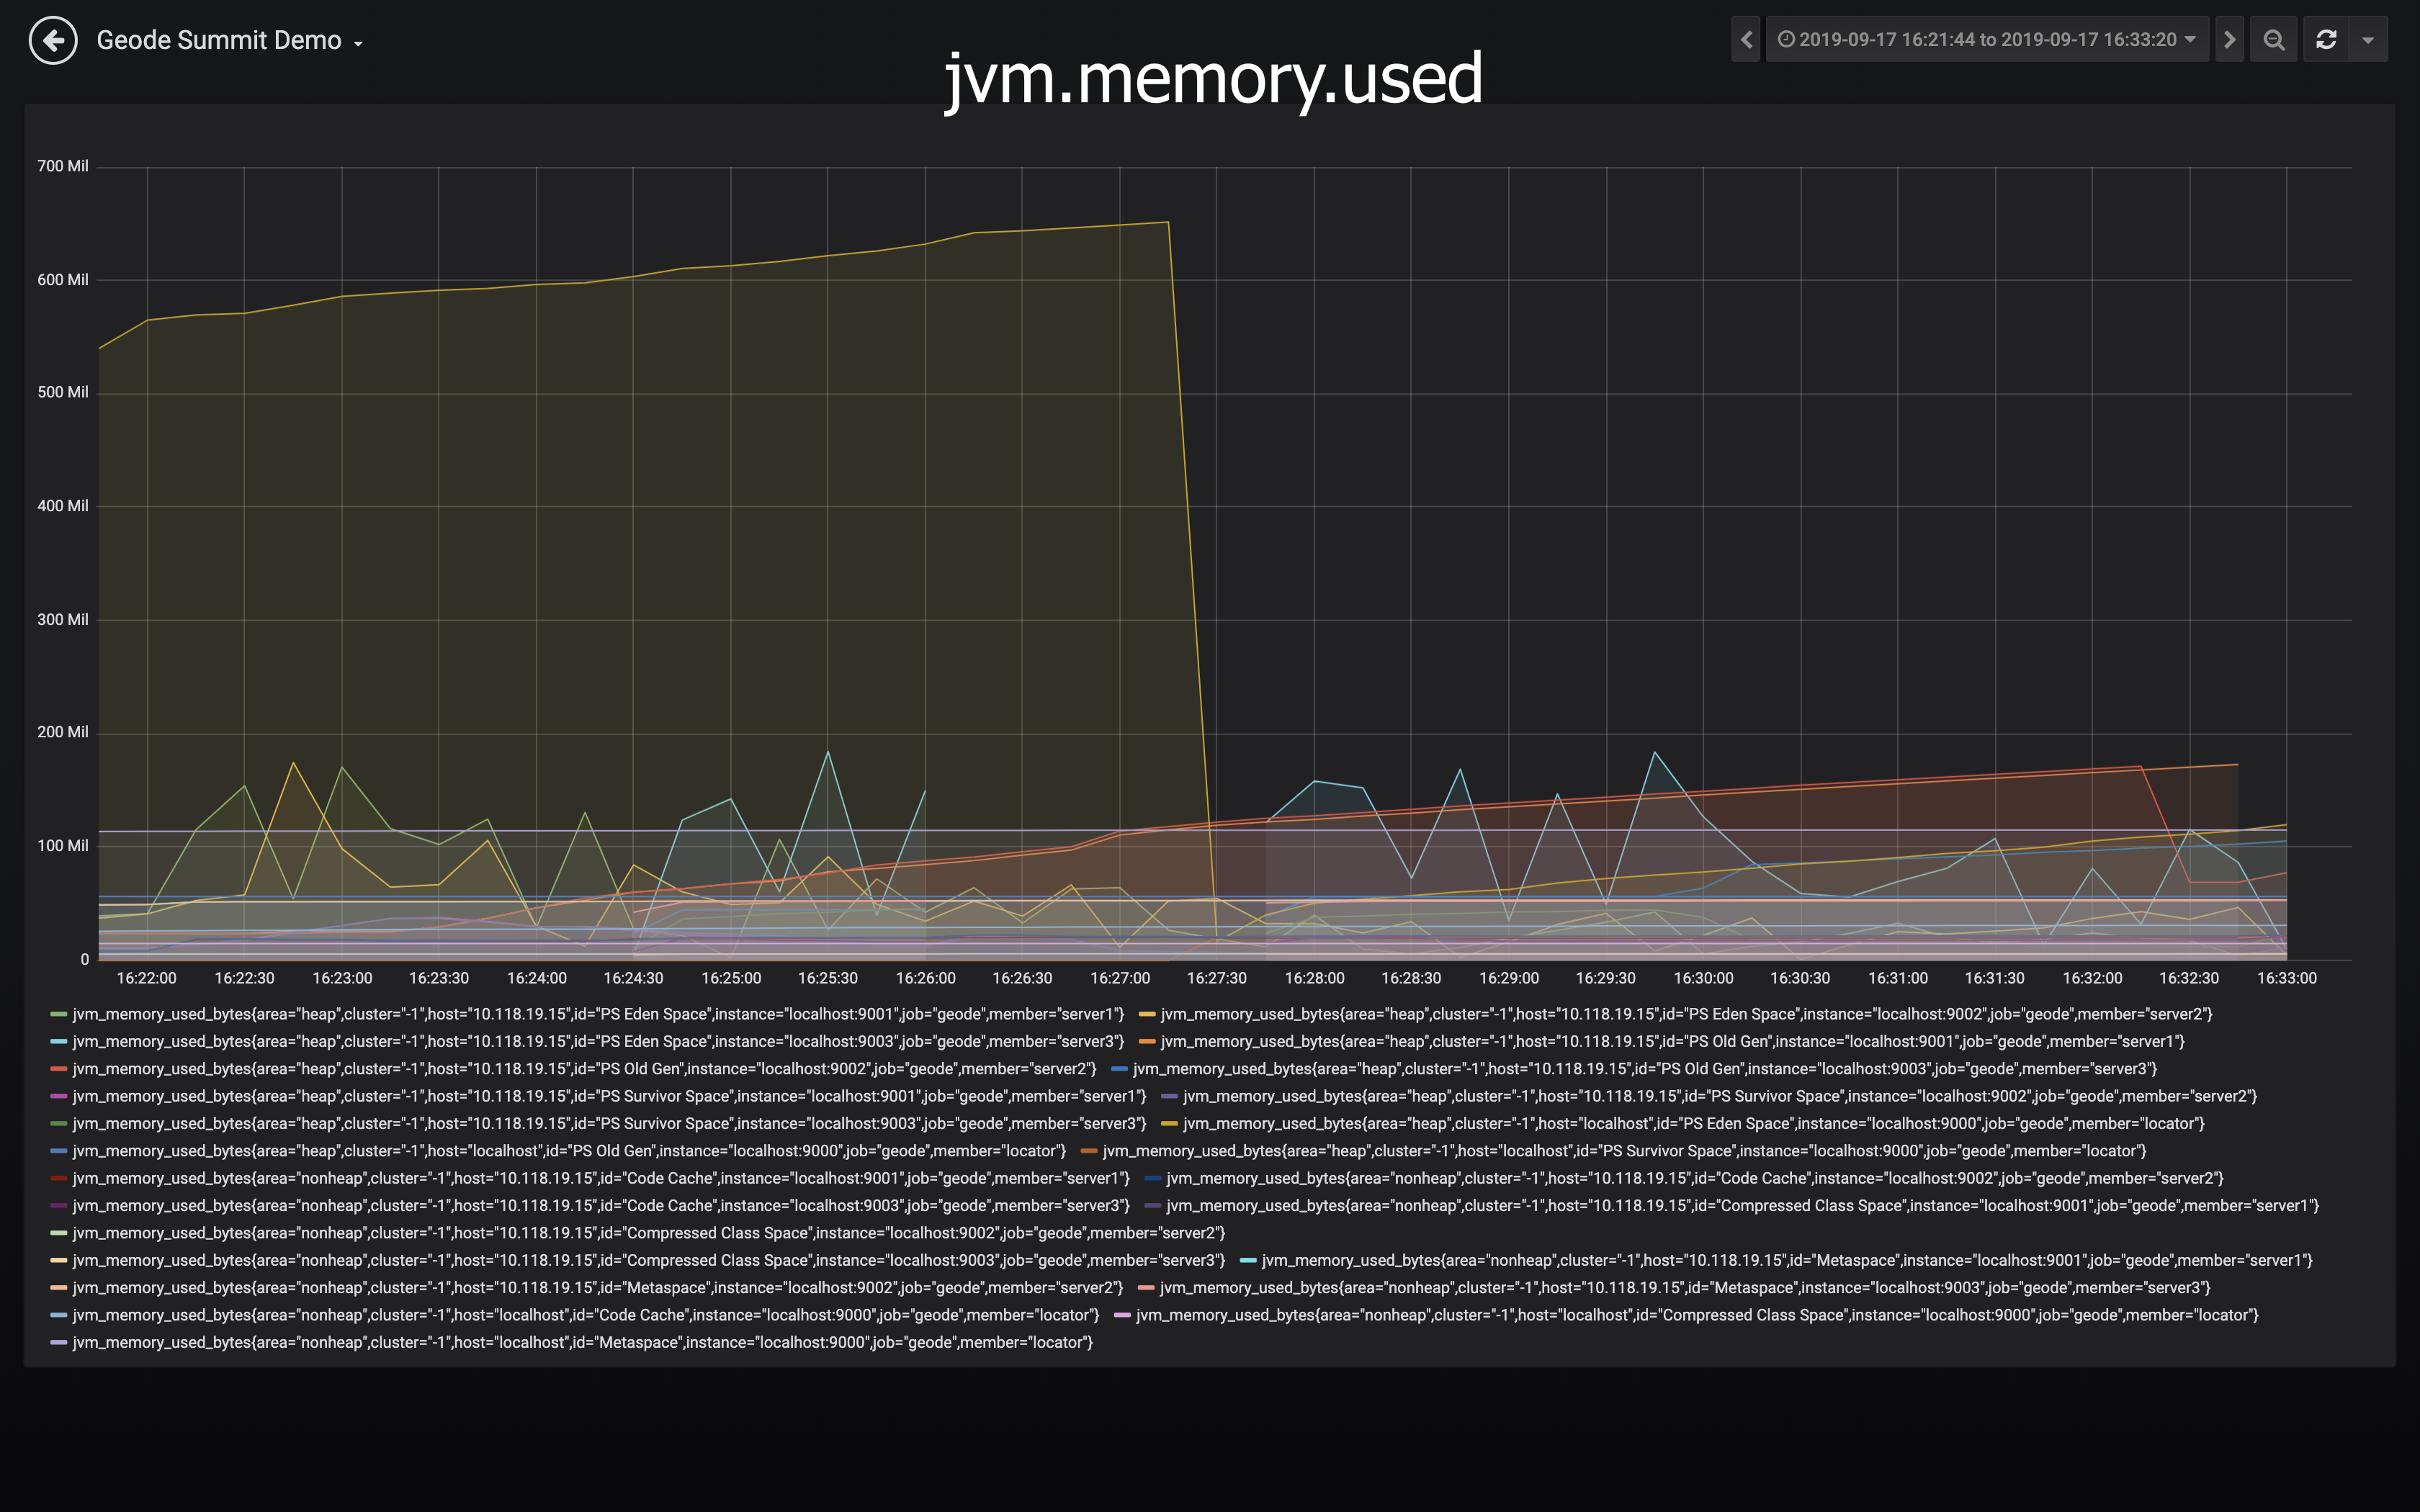 Geode Summit Demo
2019-09-17 16:21:44 to 2019-09-17 16:33:20
jvm.memory.used
700 Mil
600 Mil
500 Mil
400 Mil
300 Mil
200 Mil
100 Mil
0
16:22:00 16:22:30 16:23:00 16:23:30 16:24:00 16:24:30 16:25:00 16:25:30 16:26:00 16:26:30 16:27:00 16:27:30 16:28:00 16:28:30 16:29:00 16:29:30 16:30:00 16:30:30 16:31:00 16:31:30 16:32:00 16:32:30 16:33:00
jvm_memory_used_bytes{area="heap",cluster="-1",host="10.118.19.15",id="PS Eden Space",instance="localhost:9001",job="geode",member="server1"} jvm_memory_used_bytes{area="heap",cluster="-1",host="10.118.19.15",id="PS Eden Space",instance="localhost:9002",job="geode",member="server2"}
jvm_memory_used_bytes{area="heap",cluster="-1",host="10.118.19.15",id="PS Eden Space",instance="localhost:9003",job="geode",member="server3"} jvm_memory_used_bytes{area="heap",cluster="-1",host="10.118.19.15",id="PS Old Gen",instance="localhost:9001",job="geode",member="server1"}
jvm_memory_used_bytes{area="heap",cluster="-1",host="10.118.19.15",id="PS Old Gen",instance="localhost:9002",job="geode",member="server2"} jvm_memory_used_bytes{area="heap",cluster="-1",host="10.118.19.15",id="PS Old Gen",instance="localhost:9003",job="geode",member="server3"}
jvm_memory_used_bytes{area="heap",cluster="-1",host="10.118.19.15",id="PS Survivor Space",instance="localhost:9001",job="geode",member="server1"} jvm_memory_used_bytes{area="heap",cluster="-1",host="10.118.19.15",id="PS Survivor Space",instance="localhost:9002",job="geode",member="server2"}
jvm_memory_used_bytes{area="heap",cluster="-1",host="10.118.19.15",id="PS Survivor Space",instance="localhost:9003",job="geode",member="server3"} jvm_memory_used_bytes{area="heap",cluster="-1",host="localhost",id="PS Eden Space",instance="localhost:9000",job="geode",member="locator"}
jvm_memory_used_bytes{area="heap",cluster="-1",host="localhost",id="PS Old Gen",instance="localhost:9000",job="geode",member="locator"} jvm_memory_used_bytes{area="heap",cluster="-1",host="localhost",id="PS Survivor Space",instance="localhost:9000",job="geode",member="locator"}
jvm_memory_used_bytes{area="nonheap",cluster="-1",host="10.118.19.15",id="Code Cache",instance="localhost:9001",job="geode",member="server1"} jvm_memory_used_bytes{area="nonheap",cluster="-1",host="10.118.19.15",id="Code Cache",instance="localhost:9002",job="geode",member="server2"}
jvm_memory_used_bytes{area="nonheap",cluster="-1",host="10.118.19.15",id="Code Cache",instance="localhost:9003",job="geode",member="server3"} jvm_memory_used_bytes{area="nonheap",cluster="-1",host="10.118.19.15",id="Compressed Class Space",instance="localhost:9001",job="geode",member="server1"}
jvm_memory_used_bytes{area="nonheap",cluster="-1",host="10.118.19.15",id="Compressed Class Space",instance="localhost:9002",job="geode",member="server2"}
jvm_memory_used_bytes{area="nonheap",cluster="-1",host="10.118.19.15",id="Compressed Class Space",instance="localhost:9003",job="geode",member="server3"} jvm_memory_used_bytes{area="nonheap",cluster="-1",host="10.118.19.15",id="Metaspace",instance="localhost:9001",job="geode",member="server1"}
jvm_memory_used_bytes{area="nonheap",cluster="-1",host="10.118.19.15",id="Metaspace",instance="localhost:9002",job="geode",member="server2"} jvm_memory_used_bytes{area="nonheap",cluster="-1",host="10.118.19.15",id="Metaspace",instance="localhost:9003",job="geode",member="server3"}
jvm_memory_used_bytes{area="nonheap",cluster="-1",host="localhost",id="Code Cache",instance="localhost:9000",job="geode",member="locator"} jvm_memory_used_bytes{area="nonheap",cluster="-1",host="localhost",id="Compressed Class Space",instance="localhost:9000",job="geode",member="locator"}
jvm_memory_used_bytes{area="nonheap",cluster="-1",host="localhost",id="Metaspace",instance="localhost:9000",job="geode",member="locator"}